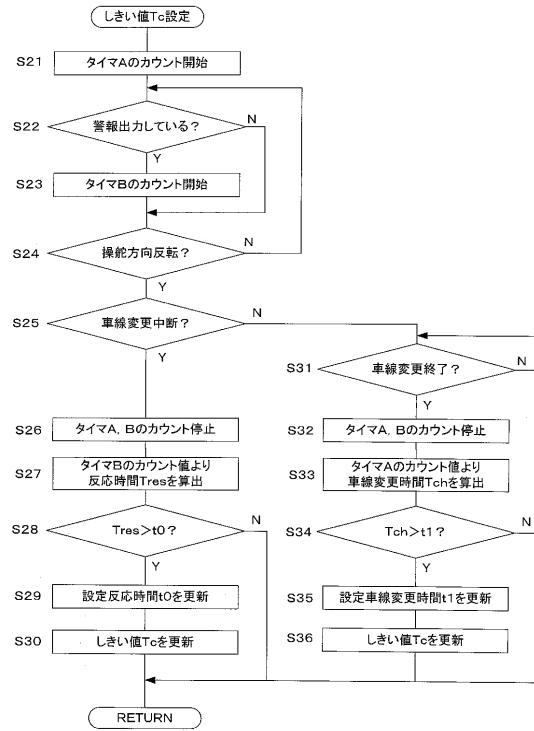 しきい値Tc設定
S21
タイマAのカウント開始
S22
警報出力している?
N
Y
S23
タイマBのカウント開始
S24
操舵方向反転?
N
Y
S25
車線変更中断?
N
Y
S31
車線変更終了?
N
Y
S26
タイマA, Bのカウント停止
S32
タイマA, Bのカウント停止
S27
タイマBのカウント値より
反応時間Tresを算出
S33
タイマAのカウント値より
車線変更時間Tchを算出
S28
Tres>t0?
N
Y
S34
Tch>t1?
N
Y
S29
設定反応時間t0を更新
S35
設定車線変更時間t1を更新
S30
しきい値Tcを更新
S36
しきい値Tcを更新
RETURN